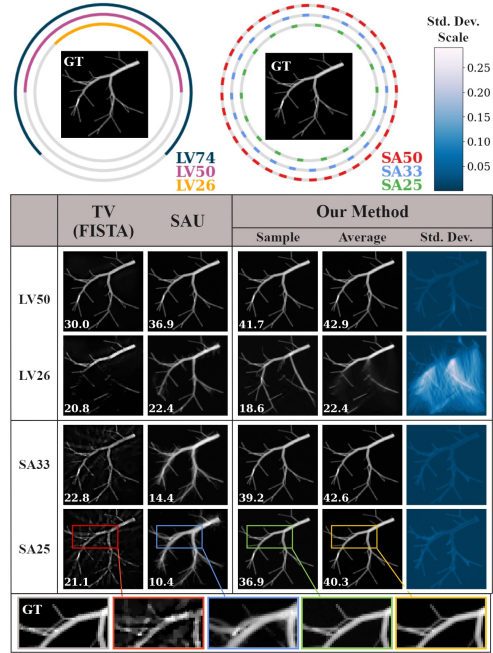 GT
LV74
LV50
LV26
GT
SA50
SA33
SA25
Std. Dev.
Scale
0.25
0.20
0.15
0.10
0.05
TV
(FISTA)
SAU
Our Method
Sample
Average
Std. Dev.
LV50
30.0
36.9
41.7
42.9
LV26
20.8
22.4
18.6
22.4
SA33
22.8
14.4
39.2
42.6
SA25
21.1
10.4
36.9
40.3
GT